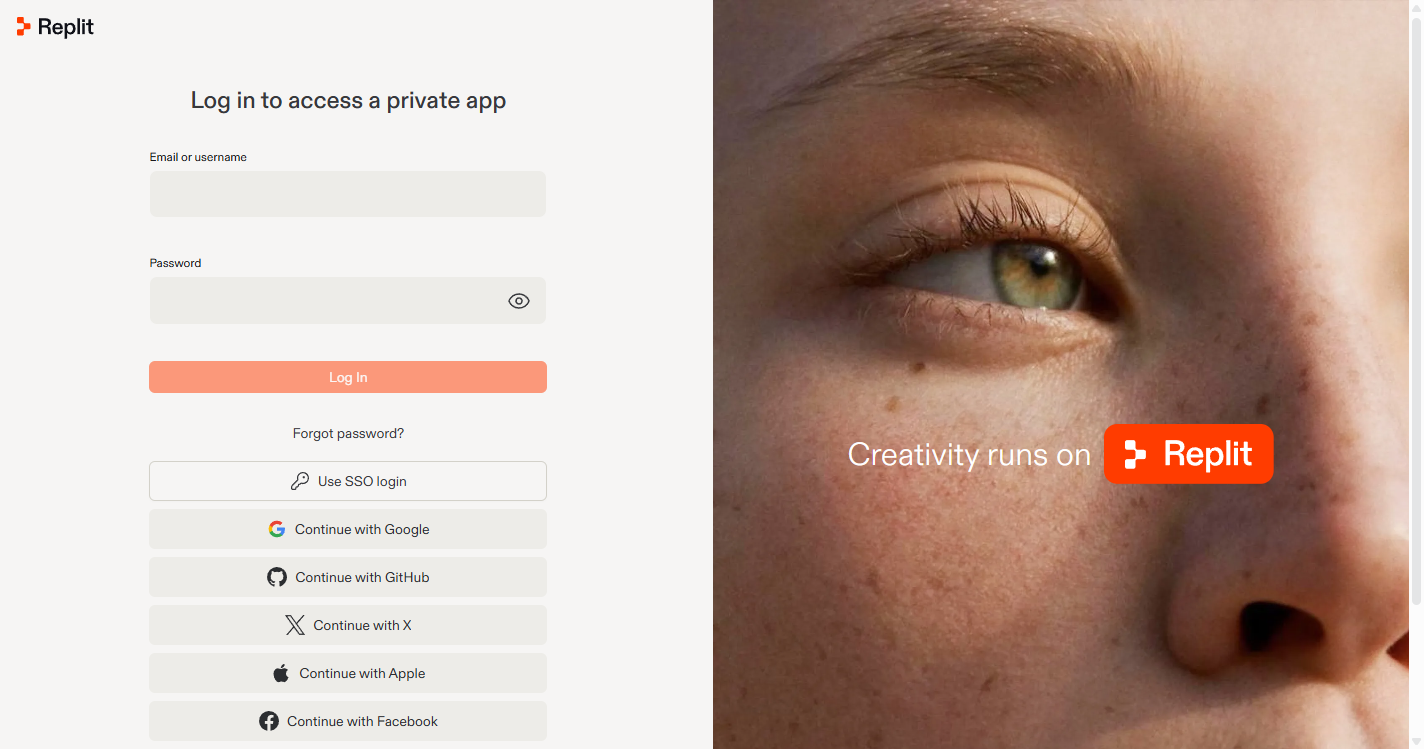 Replit
Log in to access a private app
Email or username
Password
Log In
Forgot password?
Use SSO login
Continue with Google
Continue with GitHub
Continue with X
Continue with Apple
Continue with Facebook
Creativity runs on Replit